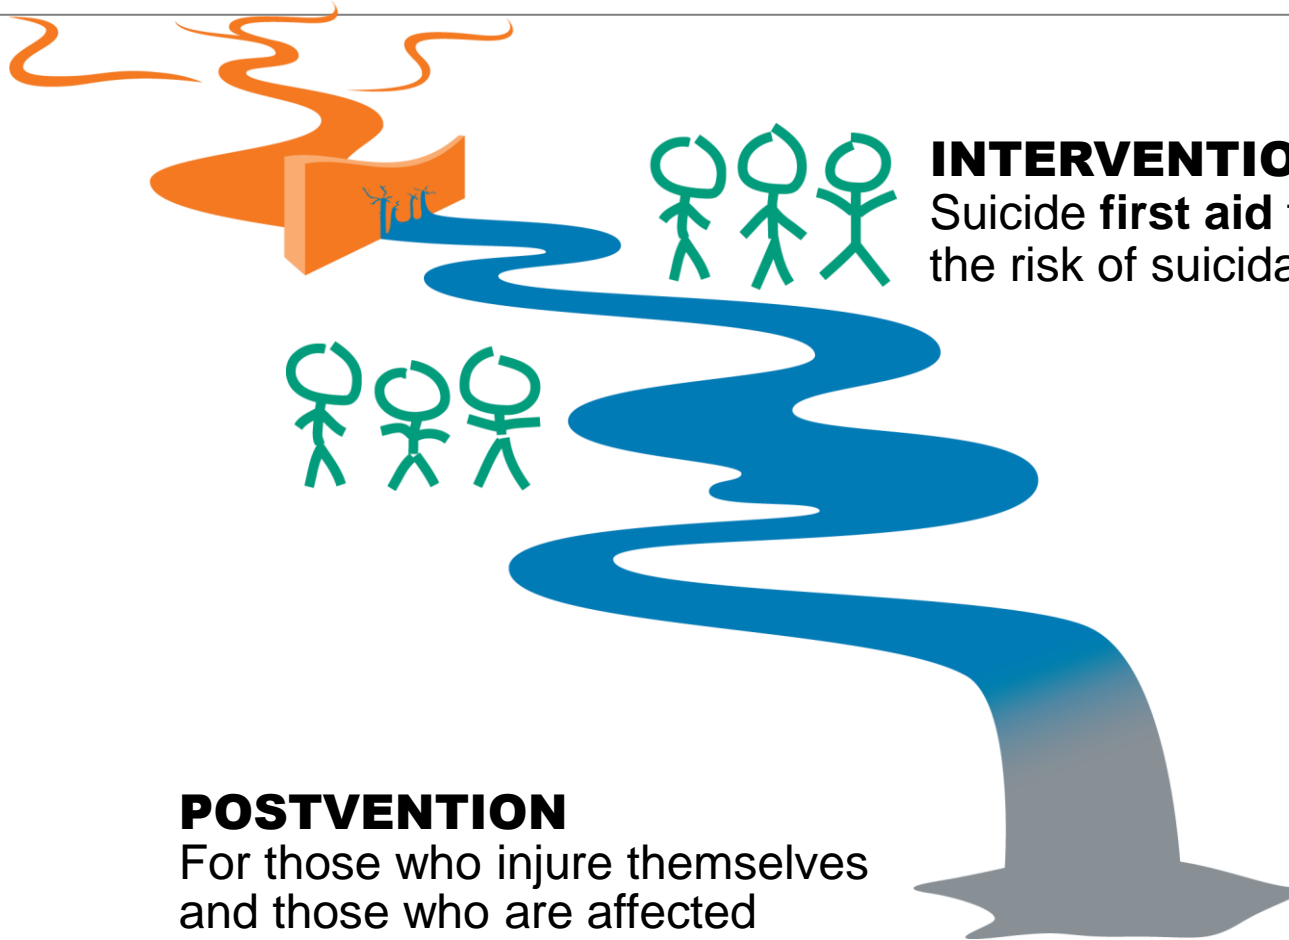 INTERVENTIO
Suicide first aid
the risk of suicida
POSTVENTION
For those who injure themselves
and those who are affected